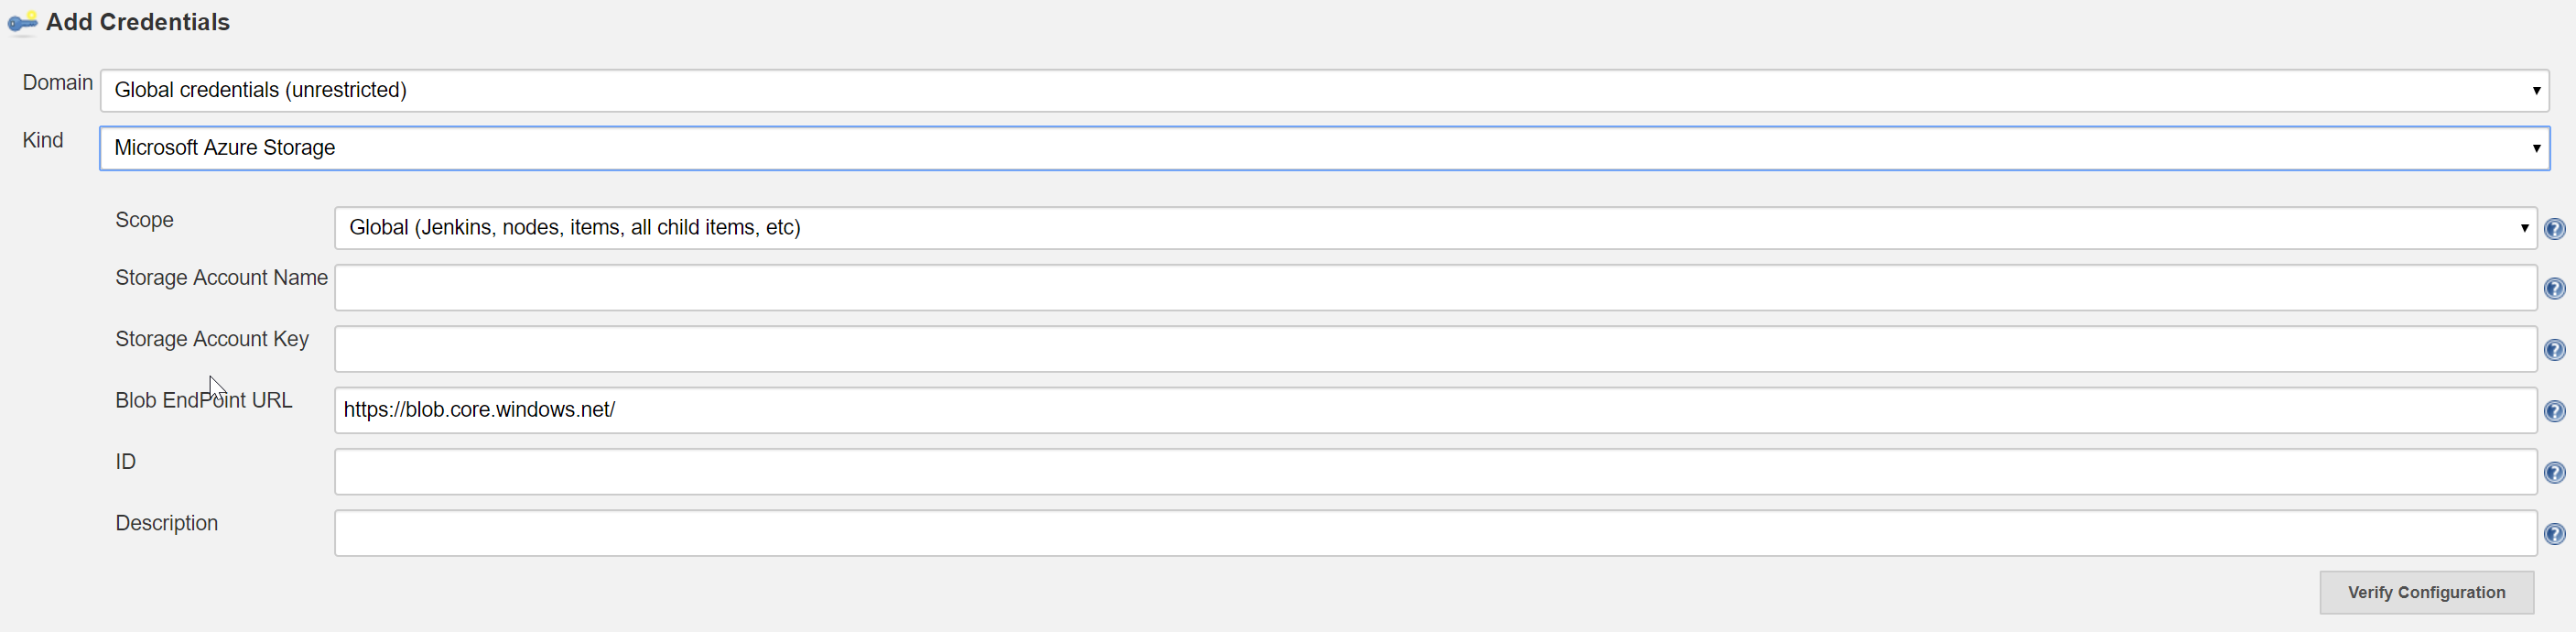 Add Credentials
Domain Global credentials (unrestricted)
Kind Microsoft Azure Storage
Scope Global (Jenkins, nodes, items, all child items, etc)
Storage Account Name
Storage Account Key
Blob EndPoint URL https://blob.core.windows.net/
ID
Description
Verify Configuration